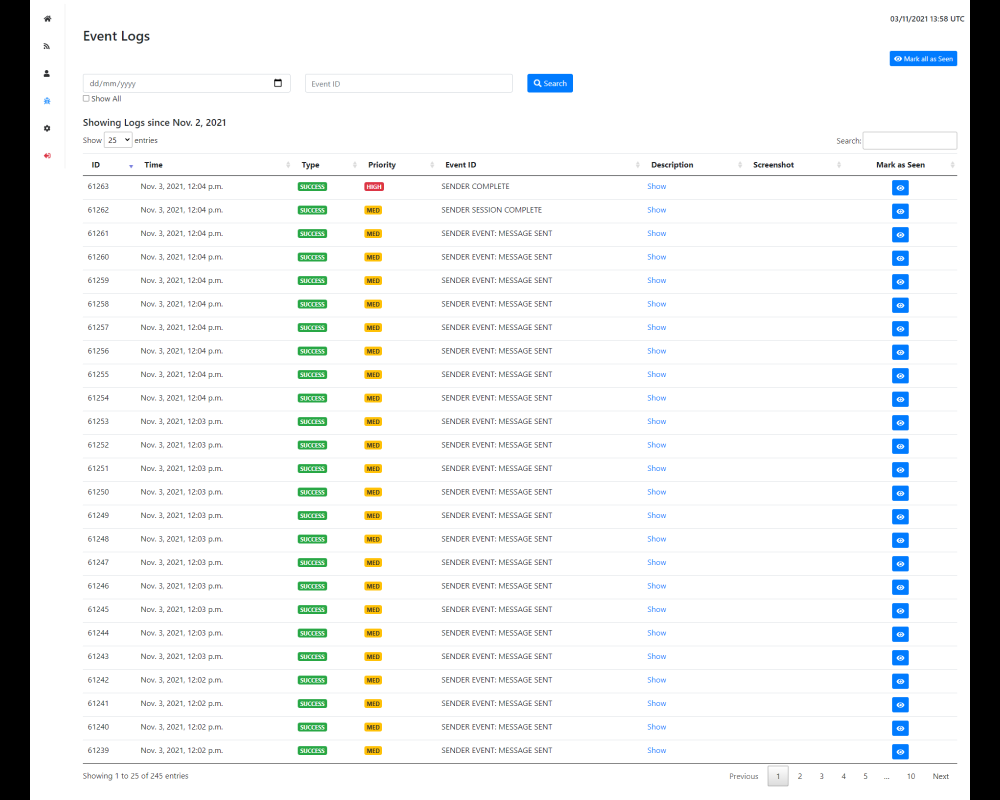 03/11/2021 13:58 UTC
Event Logs
Mark all as Seen
dd/mm/yyyy Event ID Search
Show All
Showing Logs since Nov. 2, 2021
Show 25 entries Search:
ID Time Type Priority Event ID Description Screenshot Mark as Seen
61263 Nov. 3, 2021, 12:04 p.m. SUCCESS HIGH SENDER COMPLETE Show
61262 Nov. 3, 2021, 12:04 p.m. SUCCESS MED SENDER SESSION COMPLETE Show
61261 Nov. 3, 2021, 12:04 p.m. SUCCESS MED SENDER EVENT: MESSAGE SENT Show
61260 Nov. 3, 2021, 12:04 p.m. SUCCESS MED SENDER EVENT: MESSAGE SENT Show
61259 Nov. 3, 2021, 12:04 p.m. SUCCESS MED SENDER EVENT: MESSAGE SENT Show
61258 Nov. 3, 2021, 12:04 p.m. SUCCESS MED SENDER EVENT: MESSAGE SENT Show
61257 Nov. 3, 2021, 12:04 p.m. SUCCESS MED SENDER EVENT: MESSAGE SENT Show
61256 Nov. 3, 2021, 12:04 p.m. SUCCESS MED SENDER EVENT: MESSAGE SENT Show
61255 Nov. 3, 2021, 12:04 p.m. SUCCESS MED SENDER EVENT: MESSAGE SENT Show
61254 Nov. 3, 2021, 12:04 p.m. SUCCESS MED SENDER EVENT: MESSAGE SENT Show
61253 Nov. 3, 2021, 12:03 p.m. SUCCESS MED SENDER EVENT: MESSAGE SENT Show
61252 Nov. 3, 2021, 12:03 p.m. SUCCESS MED SENDER EVENT: MESSAGE SENT Show
61251 Nov. 3, 2021, 12:03 p.m. SUCCESS MED SENDER EVENT: MESSAGE SENT Show
61250 Nov. 3, 2021, 12:03 p.m. SUCCESS MED SENDER EVENT: MESSAGE SENT Show
61249 Nov. 3, 2021, 12:03 p.m. SUCCESS MED SENDER EVENT: MESSAGE SENT Show
61248 Nov. 3, 2021, 12:03 p.m. SUCCESS MED SENDER EVENT: MESSAGE SENT Show
61247 Nov. 3, 2021, 12:03 p.m. SUCCESS MED SENDER EVENT: MESSAGE SENT Show
61246 Nov. 3, 2021, 12:03 p.m. SUCCESS MED SENDER EVENT: MESSAGE SENT Show
61245 Nov. 3, 2021, 12:03 p.m. SUCCESS MED SENDER EVENT: MESSAGE SENT Show
61244 Nov. 3, 2021, 12:03 p.m. SUCCESS MED SENDER EVENT: MESSAGE SENT Show
61243 Nov. 3, 2021, 12:03 p.m. SUCCESS MED SENDER EVENT: MESSAGE SENT Show
61242 Nov. 3, 2021, 12:02 p.m. SUCCESS MED SENDER EVENT: MESSAGE SENT Show
61241 Nov. 3, 2021, 12:02 p.m. SUCCESS MED SENDER EVENT: MESSAGE SENT Show
61240 Nov. 3, 2021, 12:02 p.m. SUCCESS MED SENDER EVENT: MESSAGE SENT Show
61239 Nov. 3, 2021, 12:02 p.m. SUCCESS MED SENDER EVENT: MESSAGE SENT Show
Showing 1 to 25 of 245 entries Previous 1 2 3 4 5 ... 10 Next